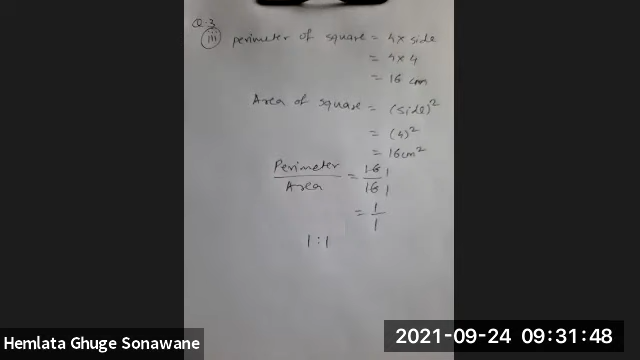 Q.3
(iii) perimeter of square = 4 × side
= 4 × 4
= 16 cm
Area of square = (side)²
= (4)²
= 16 cm²
Perimeter/Area = 16/16 1/1
= 1/1
1:1
Hemlata Ghuge Sonawane
2021-09-24 09:31:48